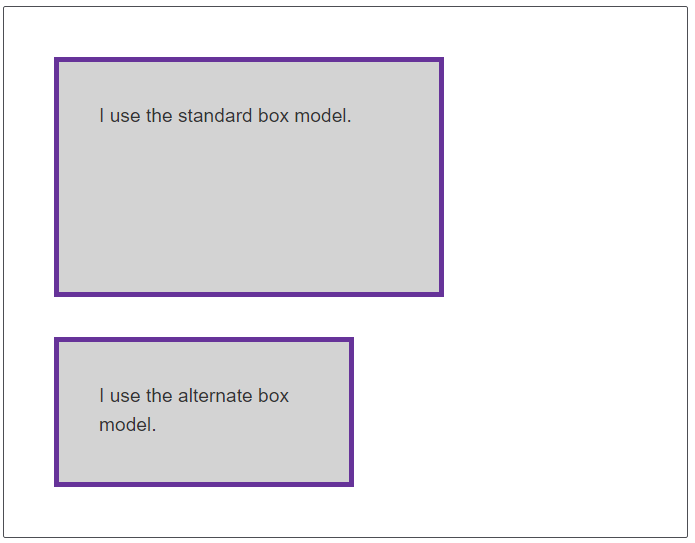 I use the standard box model.
I use the alternate box
model.